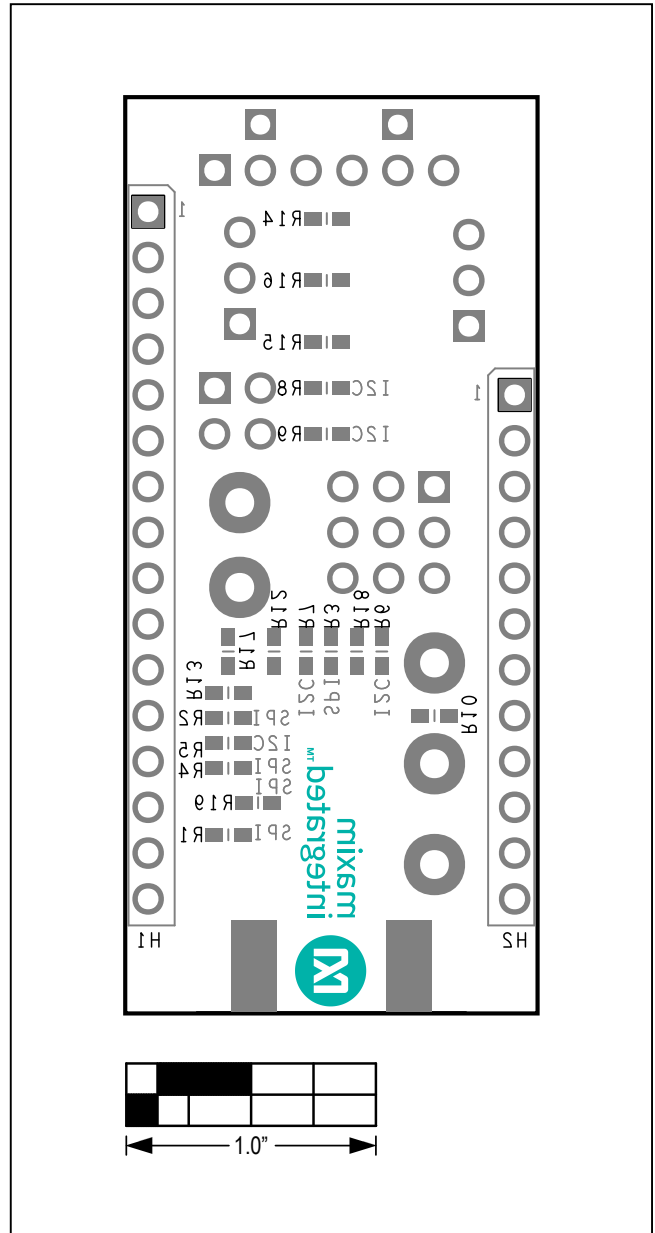 1
R14
R16
R15
R8 I2C
1
R9 I2C
R12
R7
R3
R18
R6
R17
I2C
SPI
I2C
R13
R10
R2 SPI
R5 I2C
R4 SPI
SPI
R19
R1 SPI
maxim
integrated™
H1
H2
1.0”